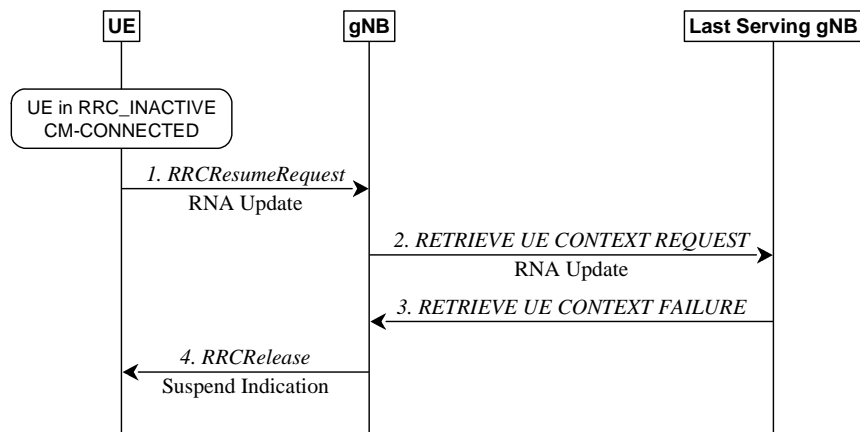 UE
gNB
Last Serving gNB
UE in RRC_INACTIVE
CM-CONNECTED
1. RRCResumeRequest
RNA Update
2. RETRIEVE UE CONTEXT REQUEST
RNA Update
3. RETRIEVE UE CONTEXT FAILURE
4. RRCRelease
Suspend Indication